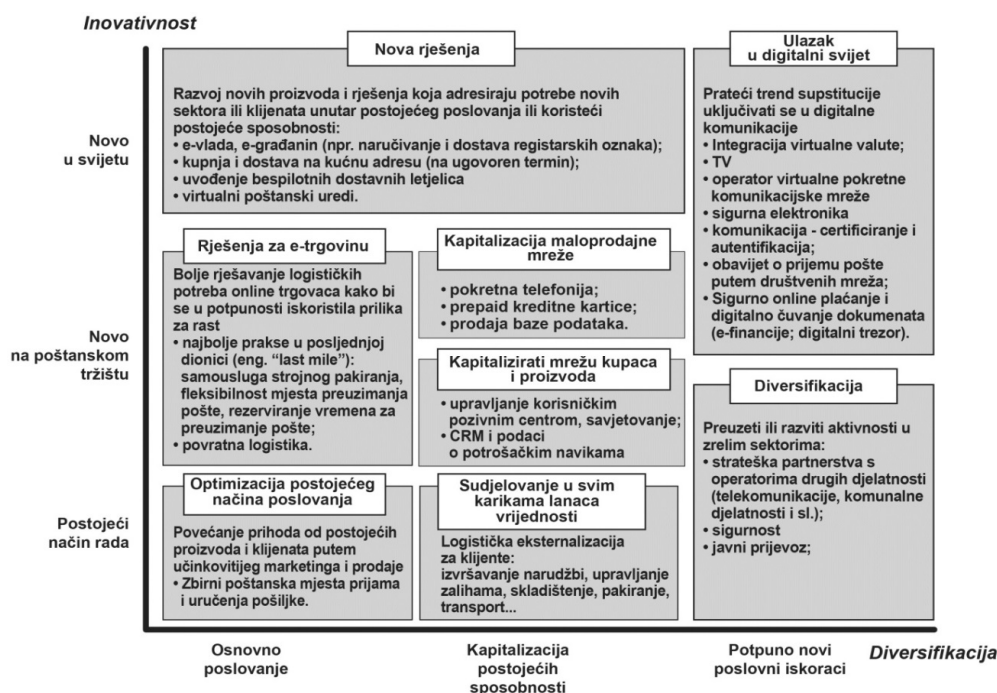 Inovativnost
Novo
u svijetu
Novo
na poštanskom
tržištu
Postojeći
način rada
Nova rješenja
Razvoj novih proizvoda i rješenja koja adresiraju potrebe novih
sektora ili klijenata unutar postojećeg poslovanja ili koristeći
postojeće sposobnosti:
• e-vlada, e-građanin (npr. naručivanje i dostava registarskih oznaka);
• kupnja i dostava na kućnu adresu (na ugovoren termin);
• uvođenje bespilotnih dostavnih letjelica
• virtualni poštanski uredi.
Ulazak
u digitalni svijet
Prateći trend supstitucije
uključivati se u digitalne
komunikacije
• Integracija virtualne valute;
• TV
• operator virtualne pokretne
komunikacijske mreže
• sigurna elektronika
• komunikacija - certificiranje i
autentifikacija;
• obavijet o prijemu pošte
putem društvenih mreža;
• Sigurno online plaćanje i
digitalno čuvanje dokumenata
(e-financije; digitalni trezor).
Rješenja za e-trgovinu
Bolje rješavanje logističkih
potreba online trgovaca kako bi
se u potpunosti iskoristila prilika
za rast
• najbolje prakse u posljednjoj
dionici (eng. “last mile”):
samousluga strojnog pakiranja,
fleksibilnost mjesta preuzimanja
pošte, rezerviranje vremena za
preuzimanje pošte;
• povratna logistika.
Kapitalizacija maloprodajne
mreže
• pokretna telefonija;
• prepaid kreditne kartice;
• prodaja baze podataka.
Kapitalizirati mrežu kupaca
i proizvoda
• upravljanje korisničkim
pozivnim centrom, savjetovanje;
• CRM i podaci
o potrošačkim navikama
Diversifikacija
Preuzeti ili razviti aktivnosti u
zrelim sektorima:
• strateška partnerstva s
operatorima drugih djelatnosti
(telekomunikacije, komunalne
djelatnosti i sl.);
• sigurnost
• javni prijevoz;
Optimizacija postojećeg
načina poslovanja
Povećanje prihoda od postojećih
proizvoda i klijenata putem
učinkovitijeg marketinga i prodaje
• Zbirni poštanska mjesta prijama
i uručenja pošiljke.
Sudjelovanje u svim
karikama lanaca
vrijednosti
Logistička eksternalizacija
za klijente:
izvršavanje narudžbi, upravljanje
zalihama, skladištenje, pakiranje,
transport...
Osnovno
poslovanje
Kapitalizacija
postojećih
sposobnosti
Potpuno novi
poslovni iskoraci
Diversifikacija